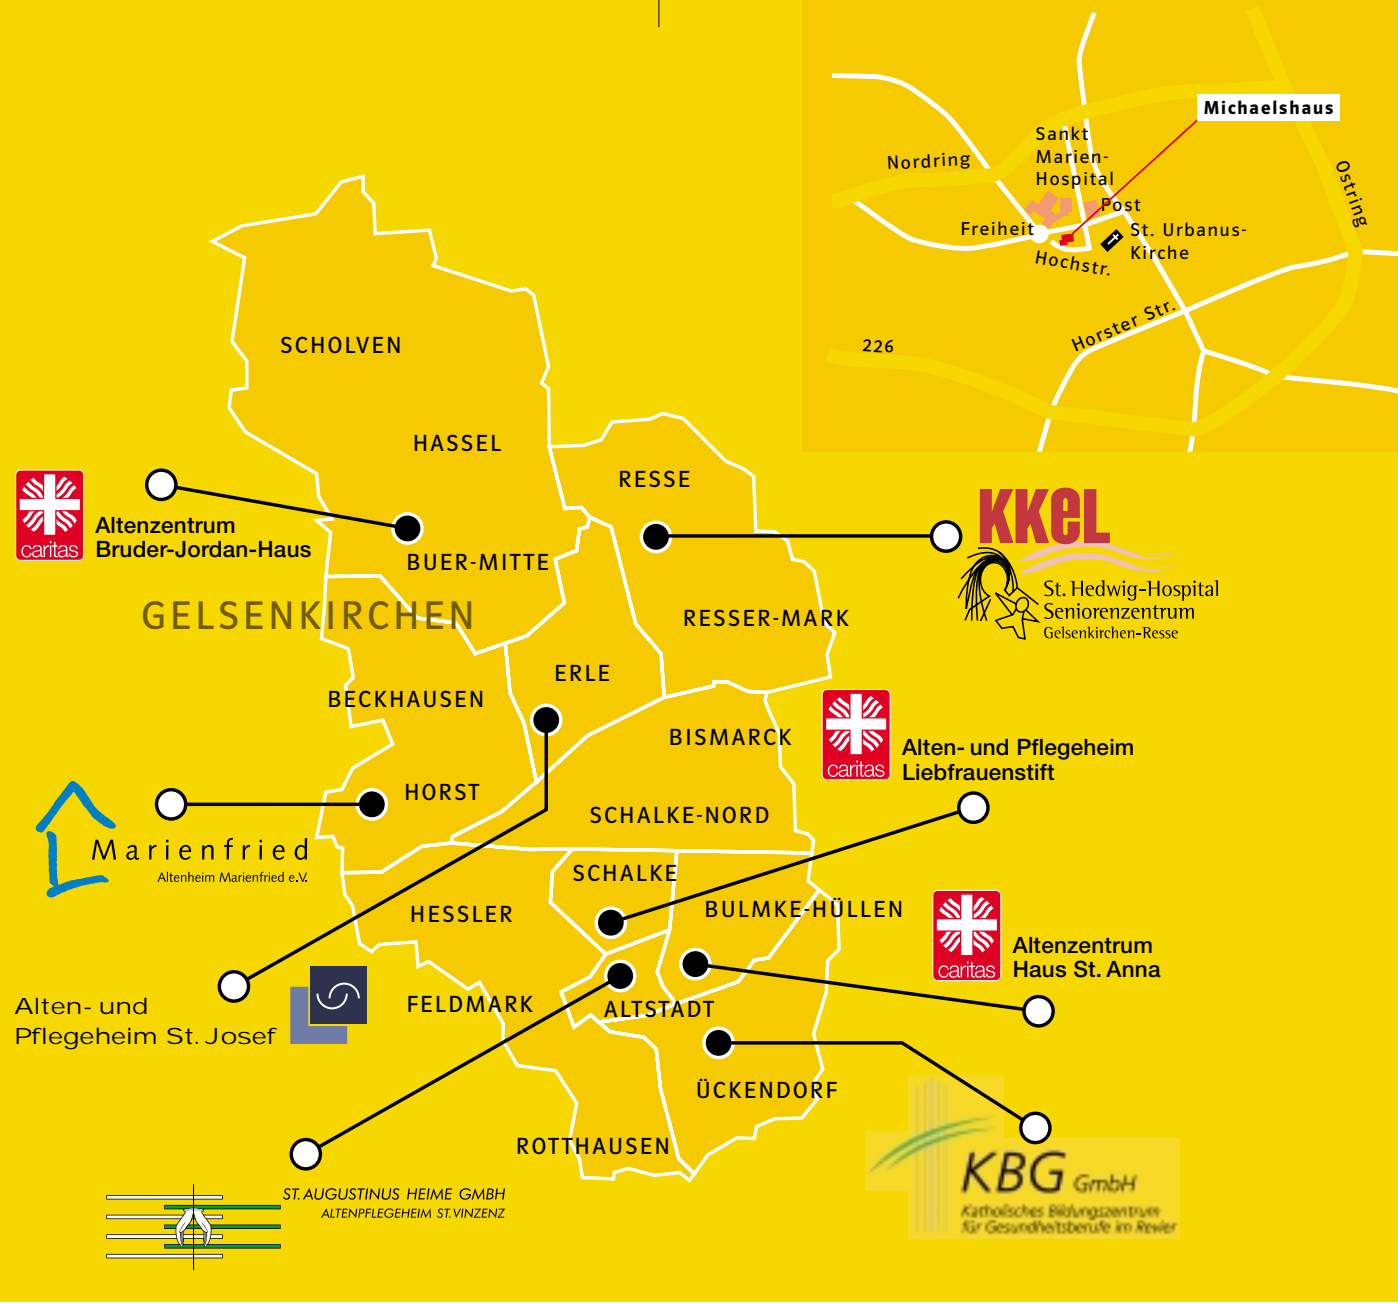 Michaelshaus
Sankt
Marien-
Hospital
Nordring
Ostring
Post
Freiheit
St. Urbanus-
Kirche
Hochstr.
Horster Str.
226
SCHOLVEN
HASSEL
RESSE
caritas
Altenzentrum
Bruder-Jordan-Haus
BUER-MITTE
KKeL
St. Hedwig-Hospital
Seniorenzentrum
Gelsenkirchen-Resse
GELSENKIRCHEN
RESSER-MARK
ERLE
BECKHAUSEN
BISMARCK
caritas
Alten- und Pflegeheim
Liebfrauenstift
HORST
SCHALKE-NORD
Marienfried
Altenheim Marienfried e.V.
SCHALKE
HESSLER
BULMKE-HÜLLEN
caritas
Altenzentrum
Haus St. Anna
Alten- und
Pflegeheim St. Josef
FELDMARK
ALTSTADT
ÜCKENDORF
ROTTHAUSEN
KBG GmbH
Katholisches Bildungszentrum
für Gesundheitsberufe im Revier
ST. AUGUSTINUS HEIME GMBH
ALTENPFLEGEHEIM ST. VINZENZ